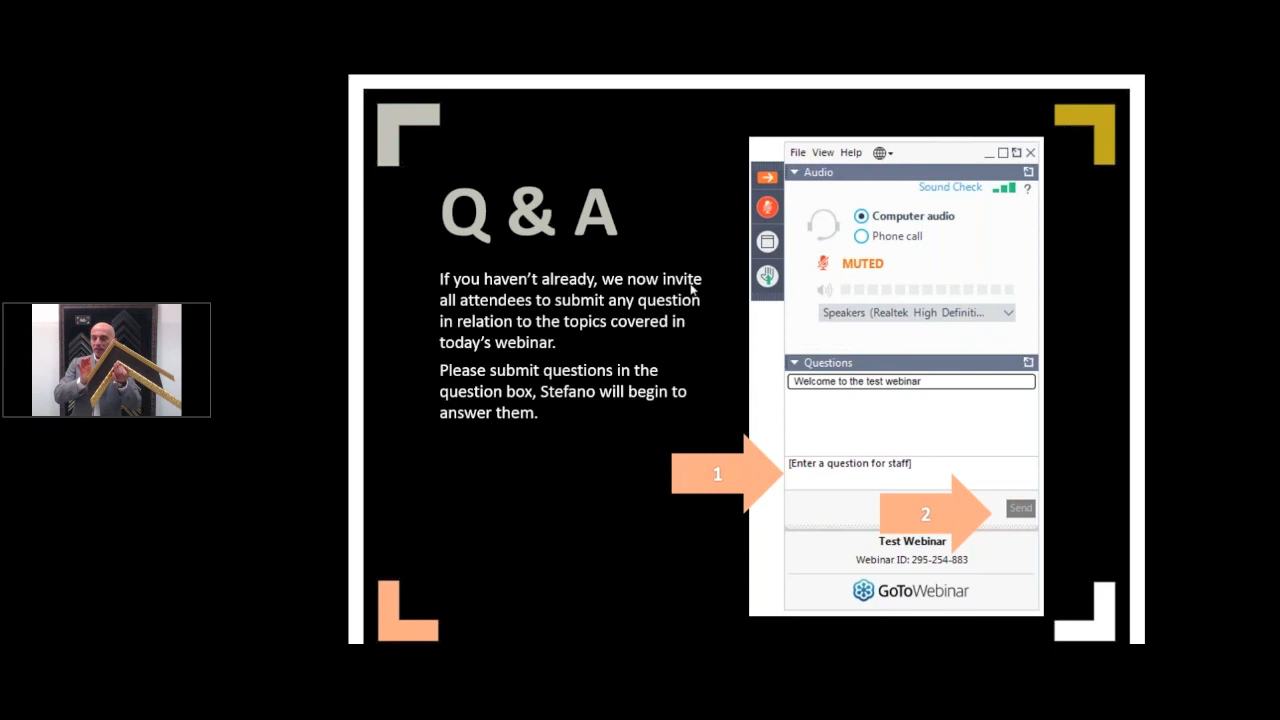 Q & A
If you haven't already, we now invite
all attendees to submit any question
in relation to the topics covered in
today's webinar.
Please submit questions in the
question box, Stefano will begin to
answer them.
File View Help
Audio
Sound Check
?
Computer audio
Phone call
MUTED
Speakers (Realtek High Definiti...
Questions
Welcome to the test webinar
[Enter a question for staff]
1
2
Send
Test Webinar
Webinar ID: 295-254-883
GoToWebinar